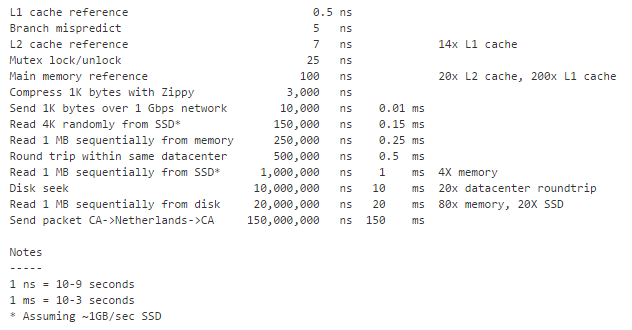 L1 cache reference 0.5 ns
Branch mispredict 5 ns
L2 cache reference 7 ns 14x L1 cache
Mutex lock/unlock 25 ns
Main memory reference 100 ns 20x L2 cache, 200x L1 cache
Compress 1K bytes with Zippy 3,000 ns
Send 1K bytes over 1 Gbps network 10,000 ns 0.01 ms
Read 4K randomly from SSD* 150,000 ns 0.15 ms
Read 1 MB sequentially from memory 250,000 ns 0.25 ms
Round trip within same datacenter 500,000 ns 0.5 ms
Read 1 MB sequentially from SSD* 1,000,000 ns 1 ms 4X memory
Disk seek 10,000,000 ns 10 ms 20x datacenter roundtrip
Read 1 MB sequentially from disk 20,000,000 ns 20 ms 80x memory, 20X SSD
Send packet CA->Netherlands->CA 150,000,000 ns 150 ms
Notes
-----
1 ns = 10-9 seconds
1 ms = 10-3 seconds
* Assuming ~1GB/sec SSD